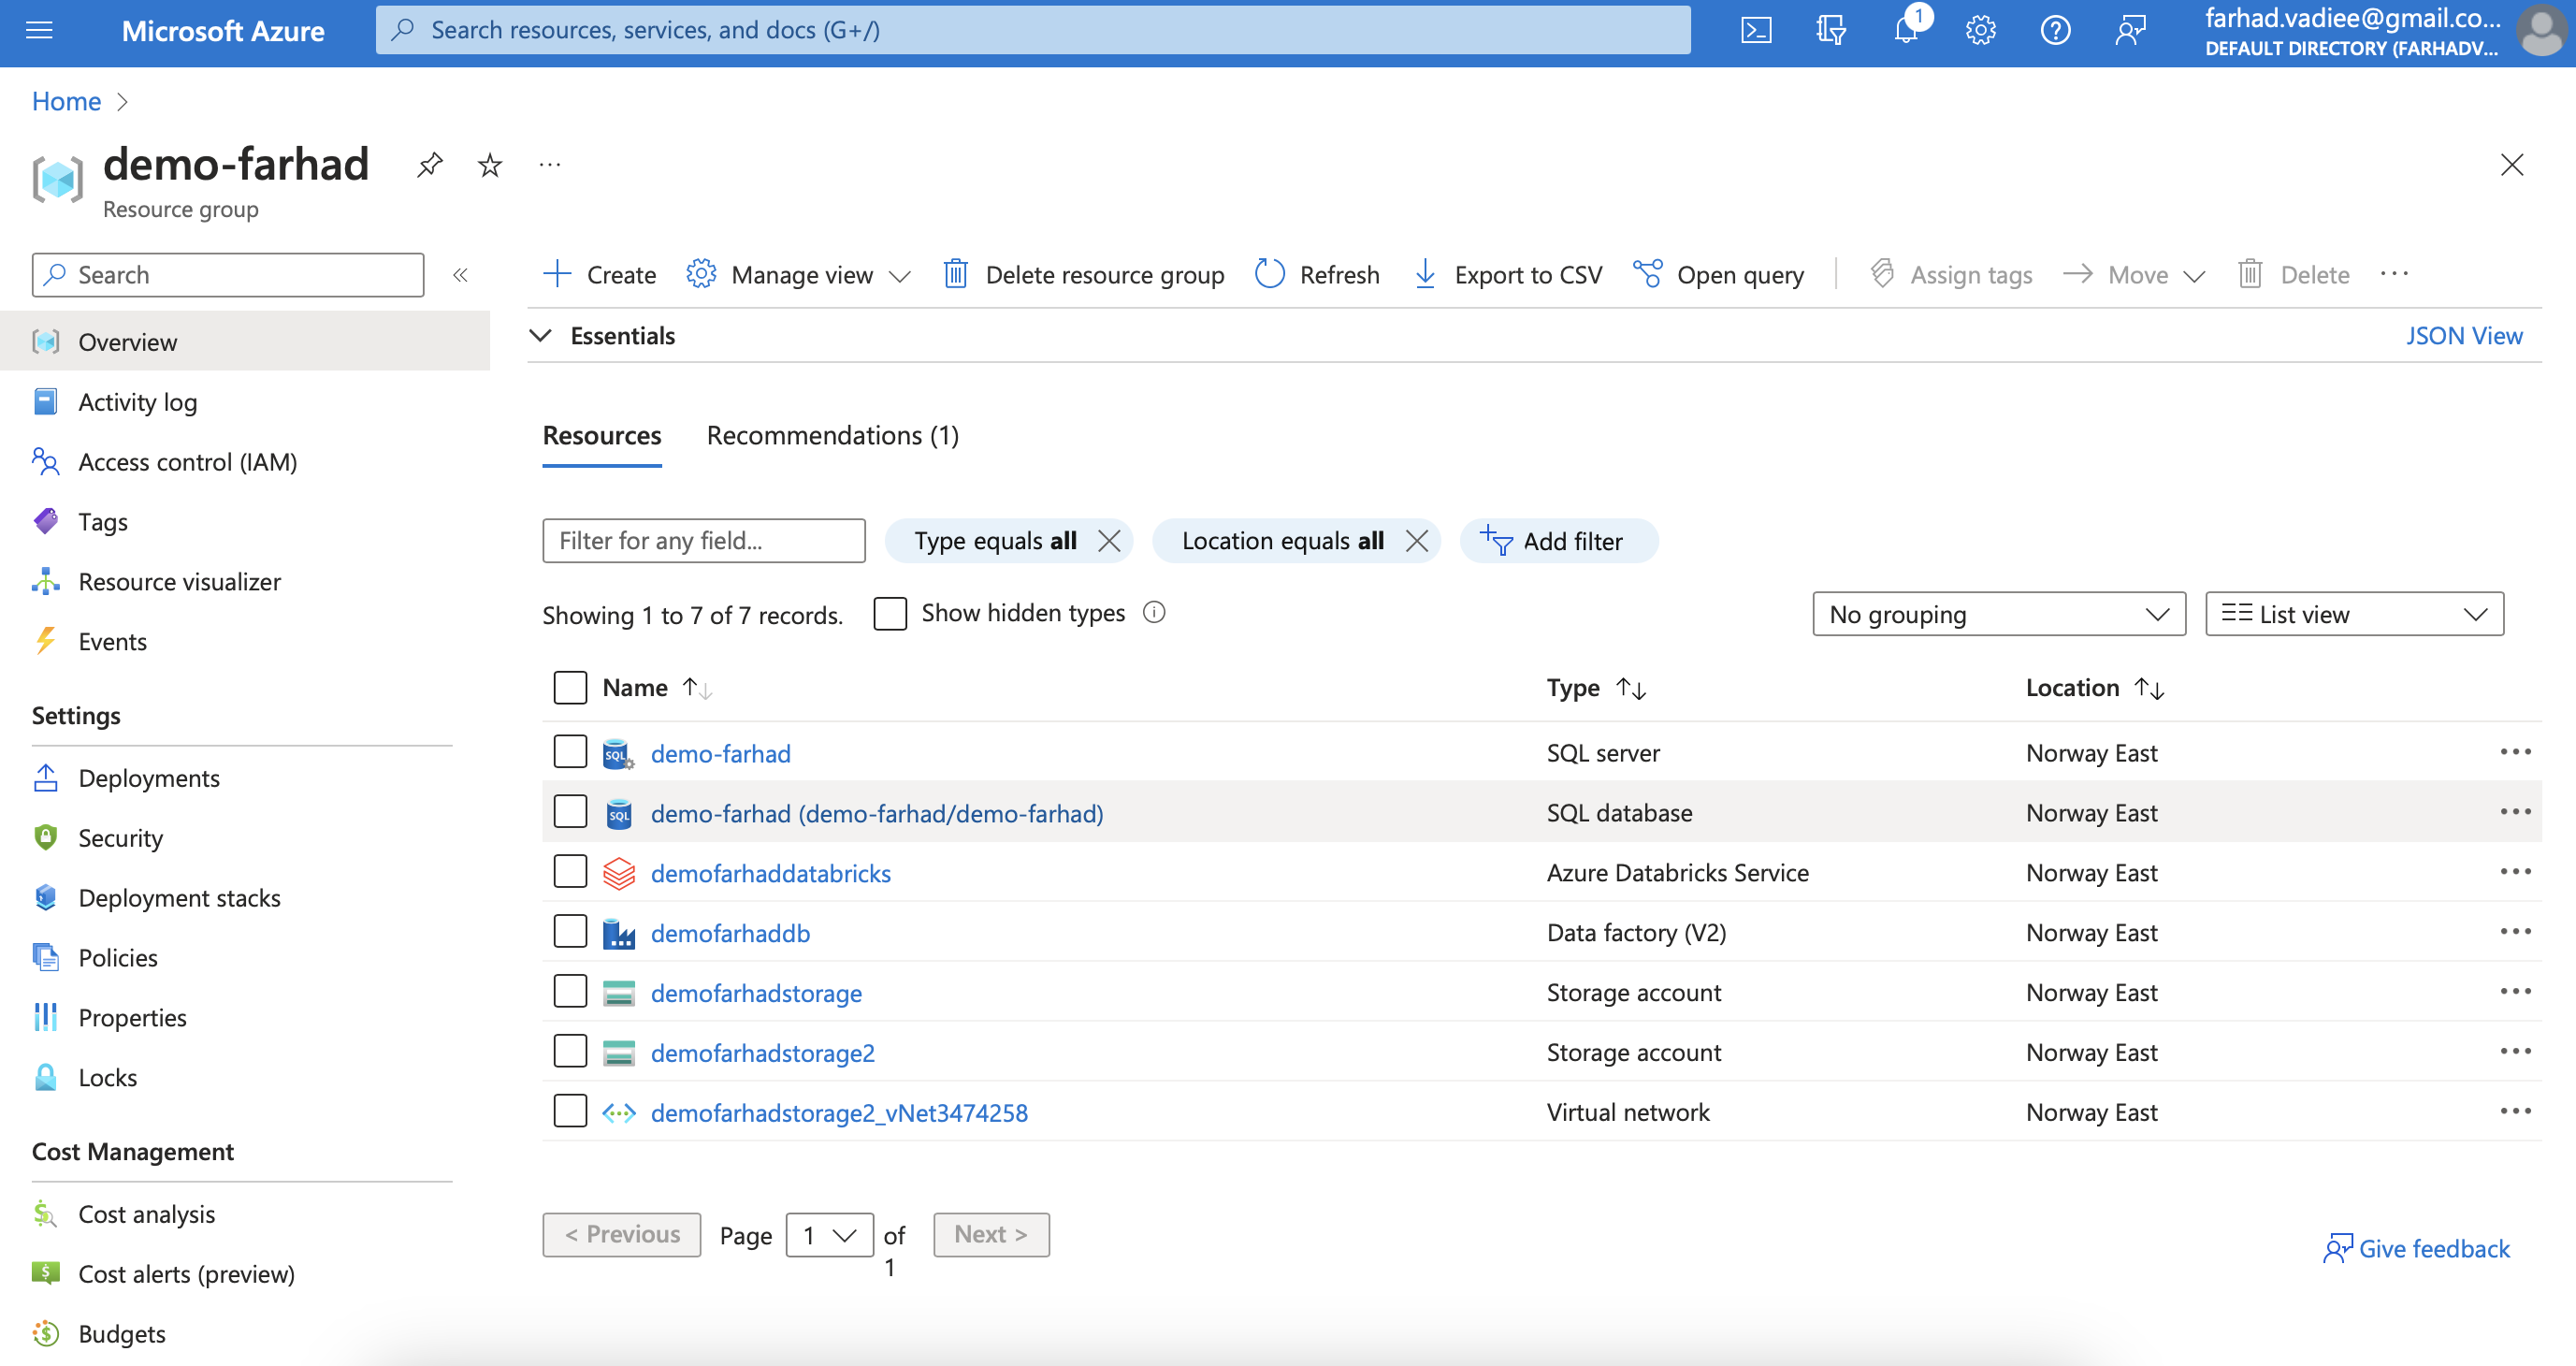 Microsoft Azure
Search resources, services, and docs (G+/)
1
farhad.vadiee@gmail.co...
DEFAULT DIRECTORY (FARHADV...
Home
demo-farhad
Resource group
Search
Overview
Activity log
Access control (IAM)
Tags
Resource visualizer
Events
Settings
Deployments
Security
Deployment stacks
Policies
Properties
Locks
Cost Management
Cost analysis
Cost alerts (preview)
Budgets
Create Manage view Delete resource group Refresh Export to CSV Open query Assign tags Move Delete
Essentials JSON View
Resources Recommendations (1)
Filter for any field... Type equals all Location equals all Add filter
Showing 1 to 7 of 7 records. Show hidden types No grouping List view
Name Type Location
demo-farhad SQL server Norway East
demo-farhad (demo-farhad/demo-farhad) SQL database Norway East
demofarhaddatabricks Azure Databricks Service Norway East
demofarhaddb Data factory (V2) Norway East
demofarhadstorage Storage account Norway East
demofarhadstorage2 Storage account Norway East
demofarhadstorage2_vNet3474258 Virtual network Norway East
< Previous Page 1 of
1
Next >
Give feedback